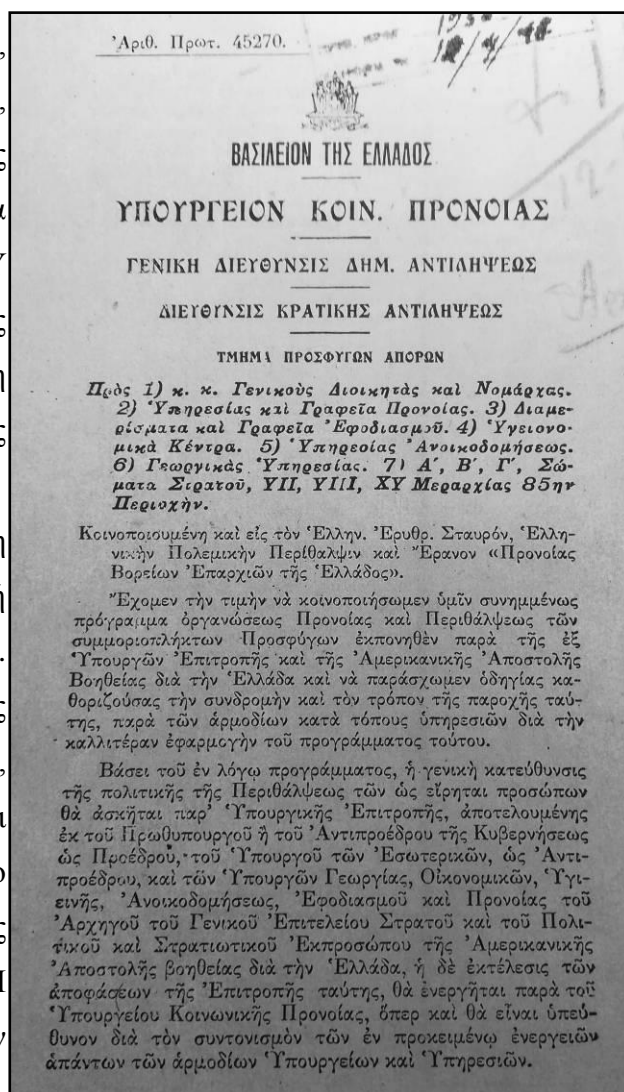 Ἀριθ. Πρωτ. 45270.
ΒΑΣΙΛΕΙΟΝ ΤΗΣ ΕΛΛΑΔΟΣ
ΥΠΟΥΡΓΕΙΟΝ ΚΟΙΝ. ΠΡΟΝΟΙΑΣ
ΓΕΝΙΚΗ ΔΙΕΥΘΥΝΣΙΣ ΔΗΜ. ΑΝΤΙΛΗΨΕΩΣ
ΔΙΕΥΘΥΝΣΙΣ ΚΡΑΤΙΚΗΣ ΑΝΤΙΛΗΨΕΩΣ
ΤΜΗΜΑ ΠΡΟΣΦΥΓΩΝ ΑΠΟΡΩΝ
Πρὸς 1) κ. κ. Γενικοὺς Διοικητὰς καὶ Νομάρχας.
2) Ὑπηρεσίας καὶ Γραφεῖα Προνοίας. 3) Διαμε-
ρίσματα καὶ Γραφεῖα Ἐφοδιασμοῦ. 4) Ὑγειονο-
μικὰ Κέντρα. 5) Ὑπηρεσίας Ἀνοικοδομήσεως.
6) Γεωργικὰς Ὑπηρεσίας. 7) Α΄, Β΄, Γ΄, Σώ-
ματα Στρατοῦ, VII, VIII, XV Μεραρχίας 85ην
Περιοχήν.
Κοινοποιουμένη καὶ εἰς τὸν Ἑλλην. Ἐρυθρ. Σταυρόν, Ἑλλη-
νικὴν Πολεμικὴν Περίθαλψιν καὶ Ἔρανον «Προνοίας
Βορείων Ἐπαρχιῶν τῆς Ἑλλάδος».
Ἔχομεν τὴν τιμὴν νὰ κοινοποιήσωμεν ὑμῖν συνημμένως
πρόγραμμα ὀργανώσεως Προνοίας καὶ Περιθάλψεως τῶν
συμμοριοπλήκτων Προσφύγων ἐκπονηθὲν παρὰ τῆς ἐξ
Ὑπουργῶν Ἐπιτροπῆς καὶ τῆς Ἀμερικανικῆς Ἀποστολῆς
Βοηθείας διὰ τὴν Ἑλλάδα καὶ νὰ παράσχωμεν ὁδηγίας κα-
θοριζούσας τὴν συνδρομὴν καὶ τὸν τρόπον τῆς παροχῆς ταύ-
της, παρὰ τῶν ἁρμοδίων κατὰ τόπους ὑπηρεσιῶν διὰ τὴν
καλλιτέραν ἐφαρμογὴν τοῦ προγράμματος τούτου.
Βάσει τοῦ ἐν λόγῳ προγράμματος, ἡ γενικὴ κατεύθυνσις
τῆς πολιτικῆς τῆς Περιθάλψεως τῶν ὡς εἴρηται προσώπων
θὰ ἀσκῆται παρ' Ὑπουργικῆς Ἐπιτροπῆς, ἀποτελουμένης
ἐκ τοῦ Πρωθυπουργοῦ ἢ τοῦ Ἀντιπροέδρου τῆς Κυβερνήσεως
ὡς Προέδρου, τοῦ Ὑπουργοῦ τῶν Ἐσωτερικῶν, ὡς Ἀντι-
προέδρου, καὶ τῶν Ὑπουργῶν Γεωργίας, Οἰκονομικῶν, Ὑγι-
εινῆς, Ἀνοικοδομήσεως, Ἐφοδιασμοῦ καὶ Προνοίας τοῦ
Ἀρχηγοῦ τοῦ Γενικοῦ Ἐπιτελείου Στρατοῦ καὶ τοῦ Πολι-
τικοῦ καὶ Στρατιωτικοῦ Ἐκπροσώπου τῆς Ἀμερικανικῆς
Ἀποστολῆς βοηθείας διὰ τὴν Ἑλλάδα, ἡ δὲ ἐκτέλεσις τῶν
ἀποφάσεων τῆς Ἐπιτροπῆς ταύτης, θὰ ἐνεργῆται παρὰ τοῦ
Ὑπουργείου Κοινωνικῆς Προνοίας, ὅπερ καὶ θὰ εἶναι ὑπεύ-
θυνον διὰ τὸν συντονισμὸν τῶν ἐν προκειμένῳ ἐνεργειῶν
ἁπάντων τῶν ἁρμοδίων Ὑπουργείων καὶ Ὑπηρεσιῶν.